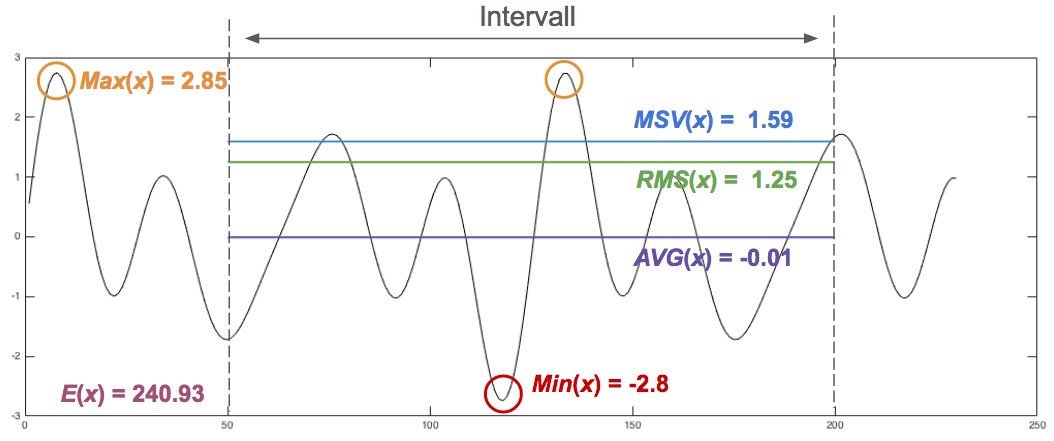 Intervall
3
Max(x) = 2.85
2
MSV(x) = 1.59
1
RMS(x) = 1.25
0
AVG(x) = -0.01
-1
-2
Min(x) = -2.8
E(x) = 240.93
-3
0 50 100 150 200 250